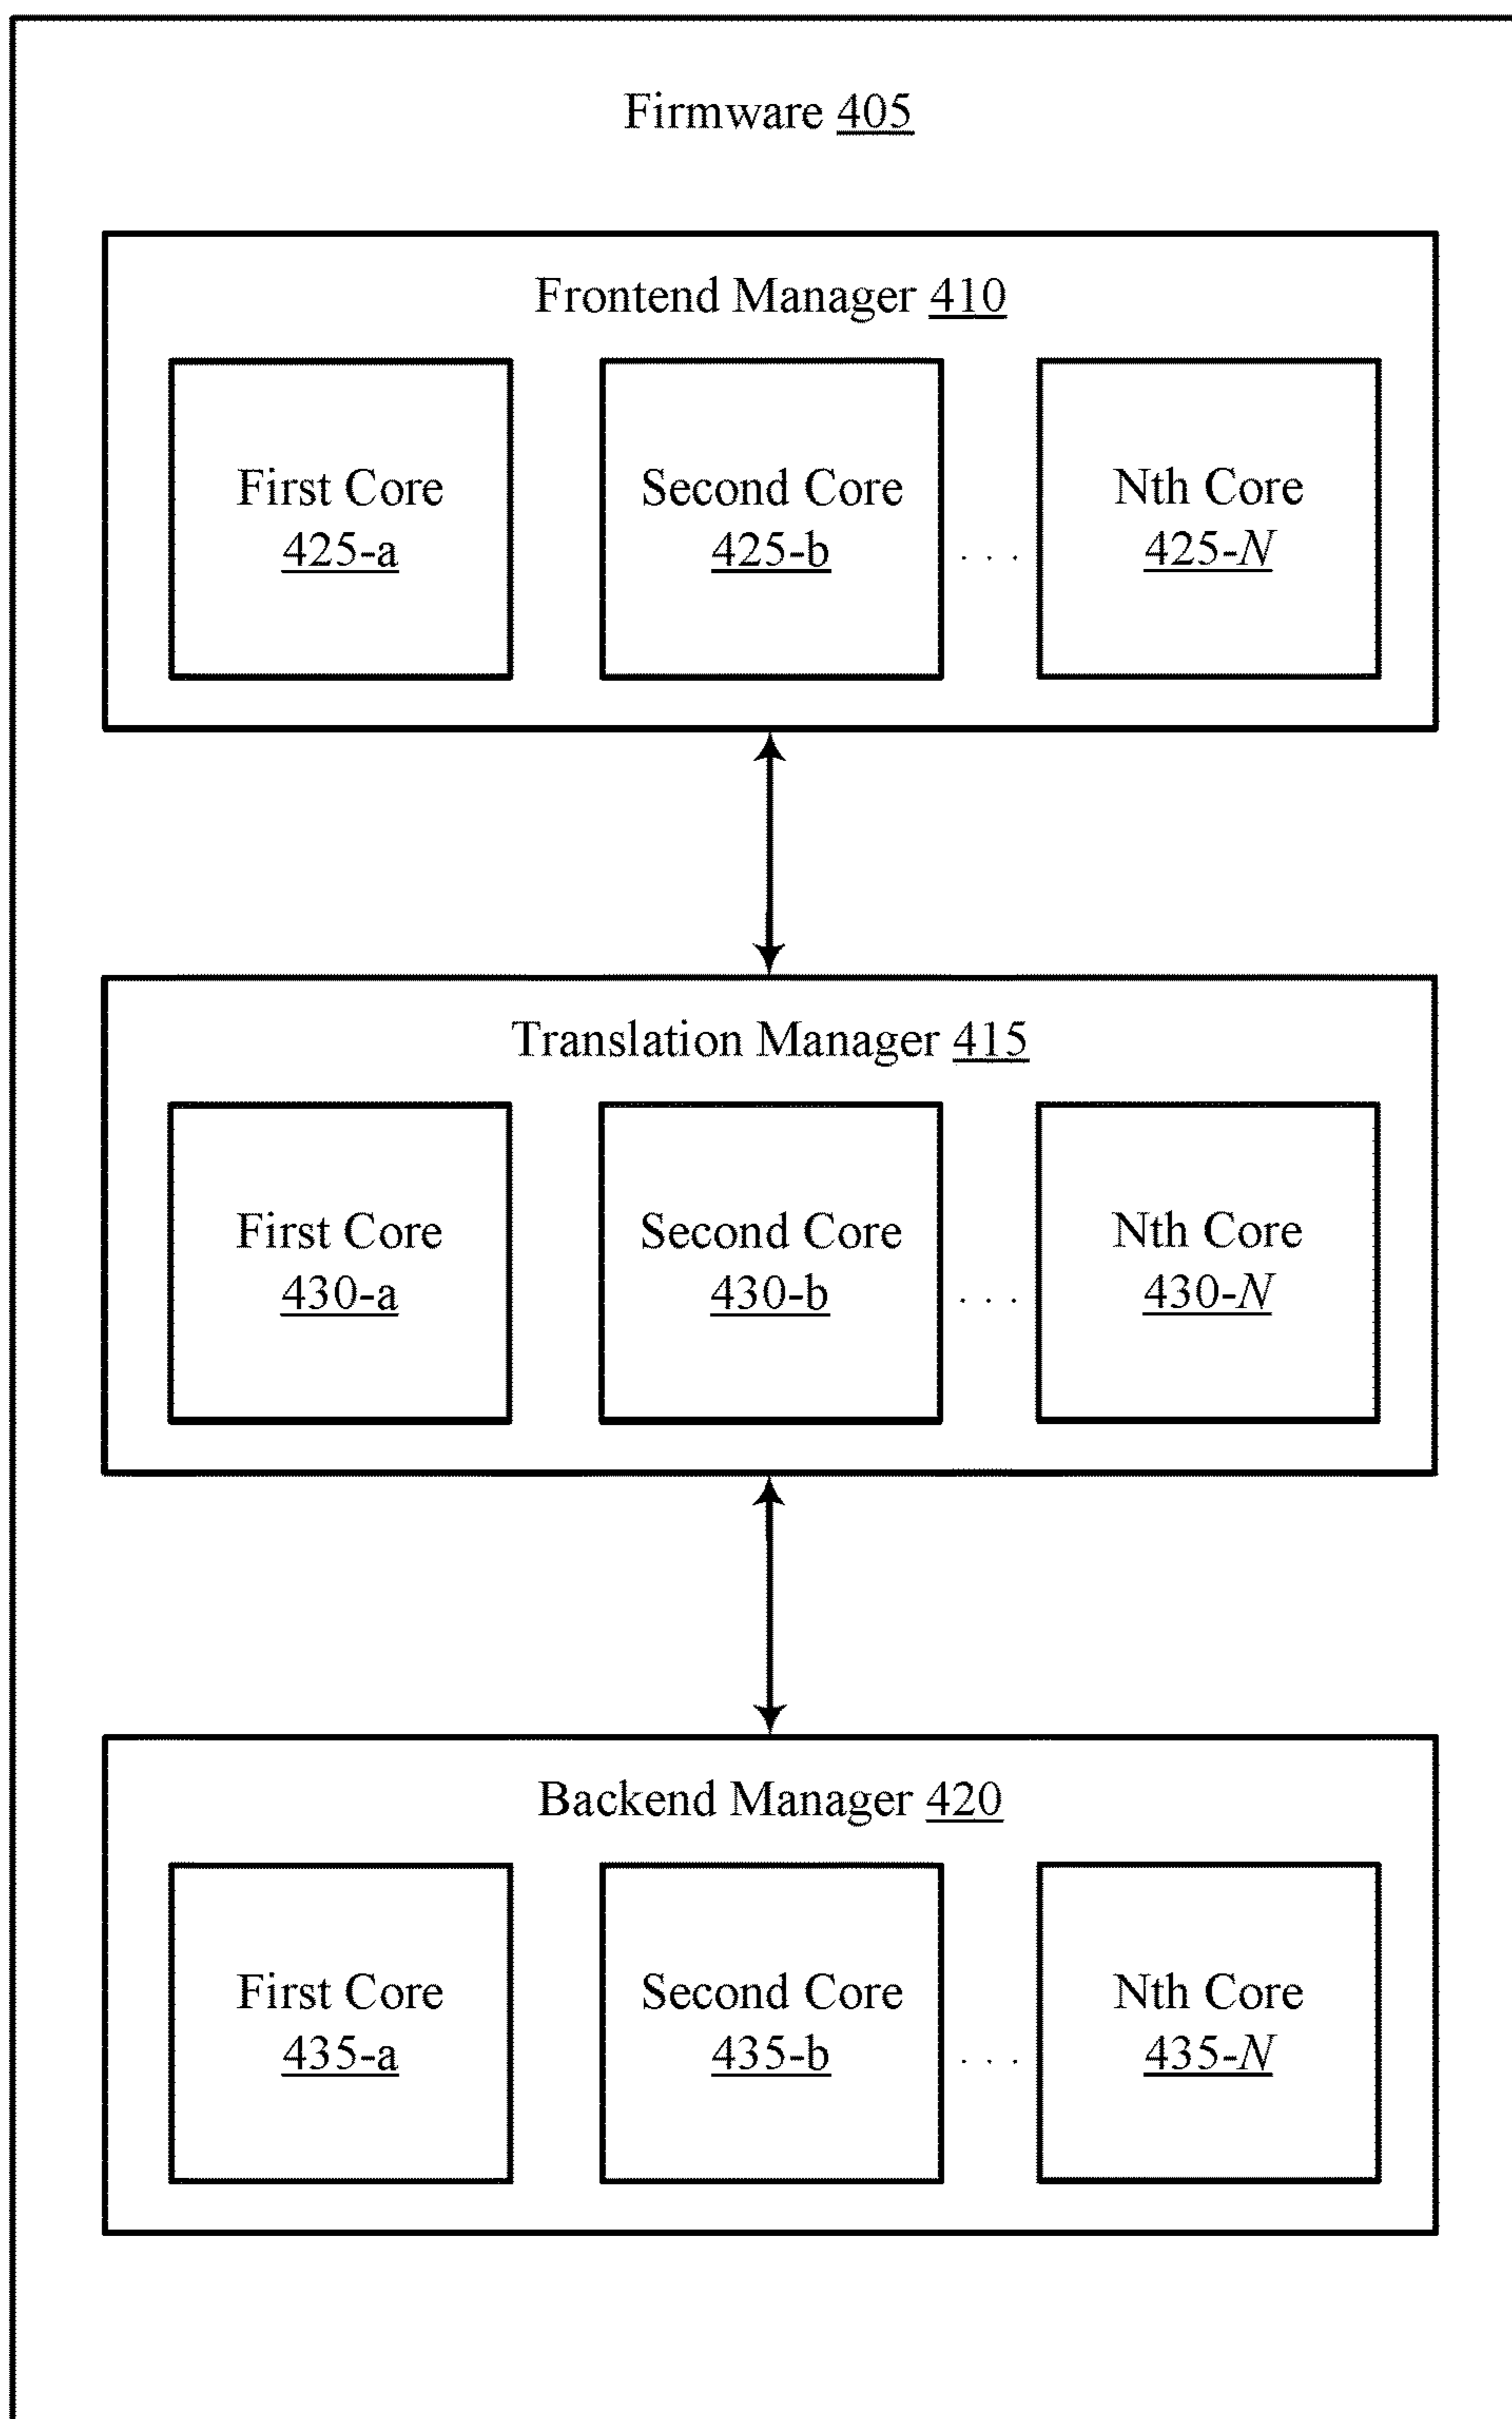 Firmware 405
Frontend Manager 410
First Core
425-a
Second Core
425-b
. . .
Nth Core
425-N
Translation Manager 415
First Core
430-a
Second Core
430-b
. . .
Nth Core
430-N
Backend Manager 420
First Core
435-a
Second Core
435-b
. . .
Nth Core
435-N